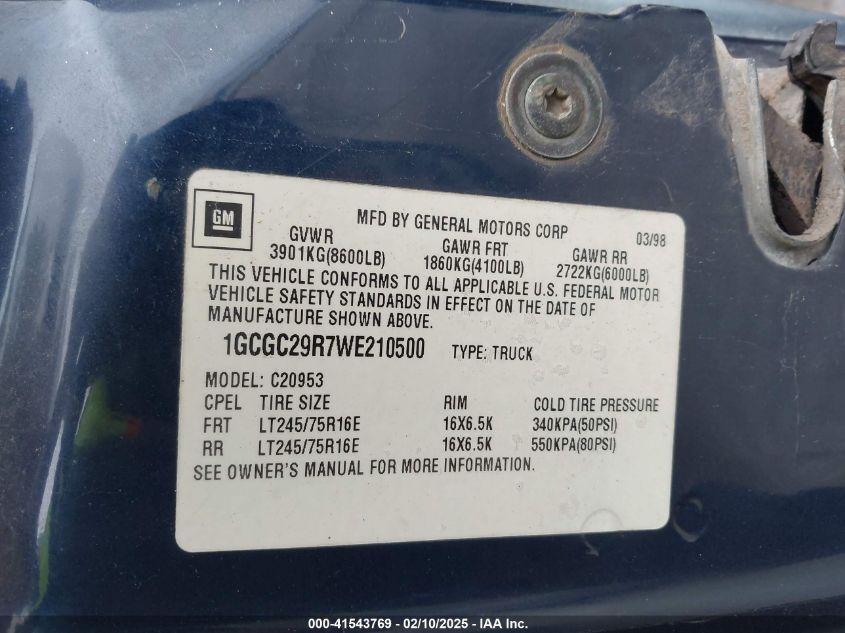 GM
MFD BY GENERAL MOTORS CORP 03/98
GVWR GAWR FRT GAWR RR
3901KG(8600LB) 1860KG(4100LB) 2722KG(6000LB)
THIS VEHICLE CONFORMS TO ALL APPLICABLE U.S. FEDERAL MOTOR
VEHICLE SAFETY STANDARDS IN EFFECT ON THE DATE OF
MANUFACTURE SHOWN ABOVE.
1GCGC29R7WE210500 TYPE: TRUCK
MODEL: C20953
CPEL TIRE SIZE RIM COLD TIRE PRESSURE
FRT LT245/75R16E 16X6.5K 340KPA(50PSI)
RR LT245/75R16E 16X6.5K 550KPA(80PSI)
SEE OWNER'S MANUAL FOR MORE INFORMATION.
000-41543769 - 02/10/2025 - IAA Inc.